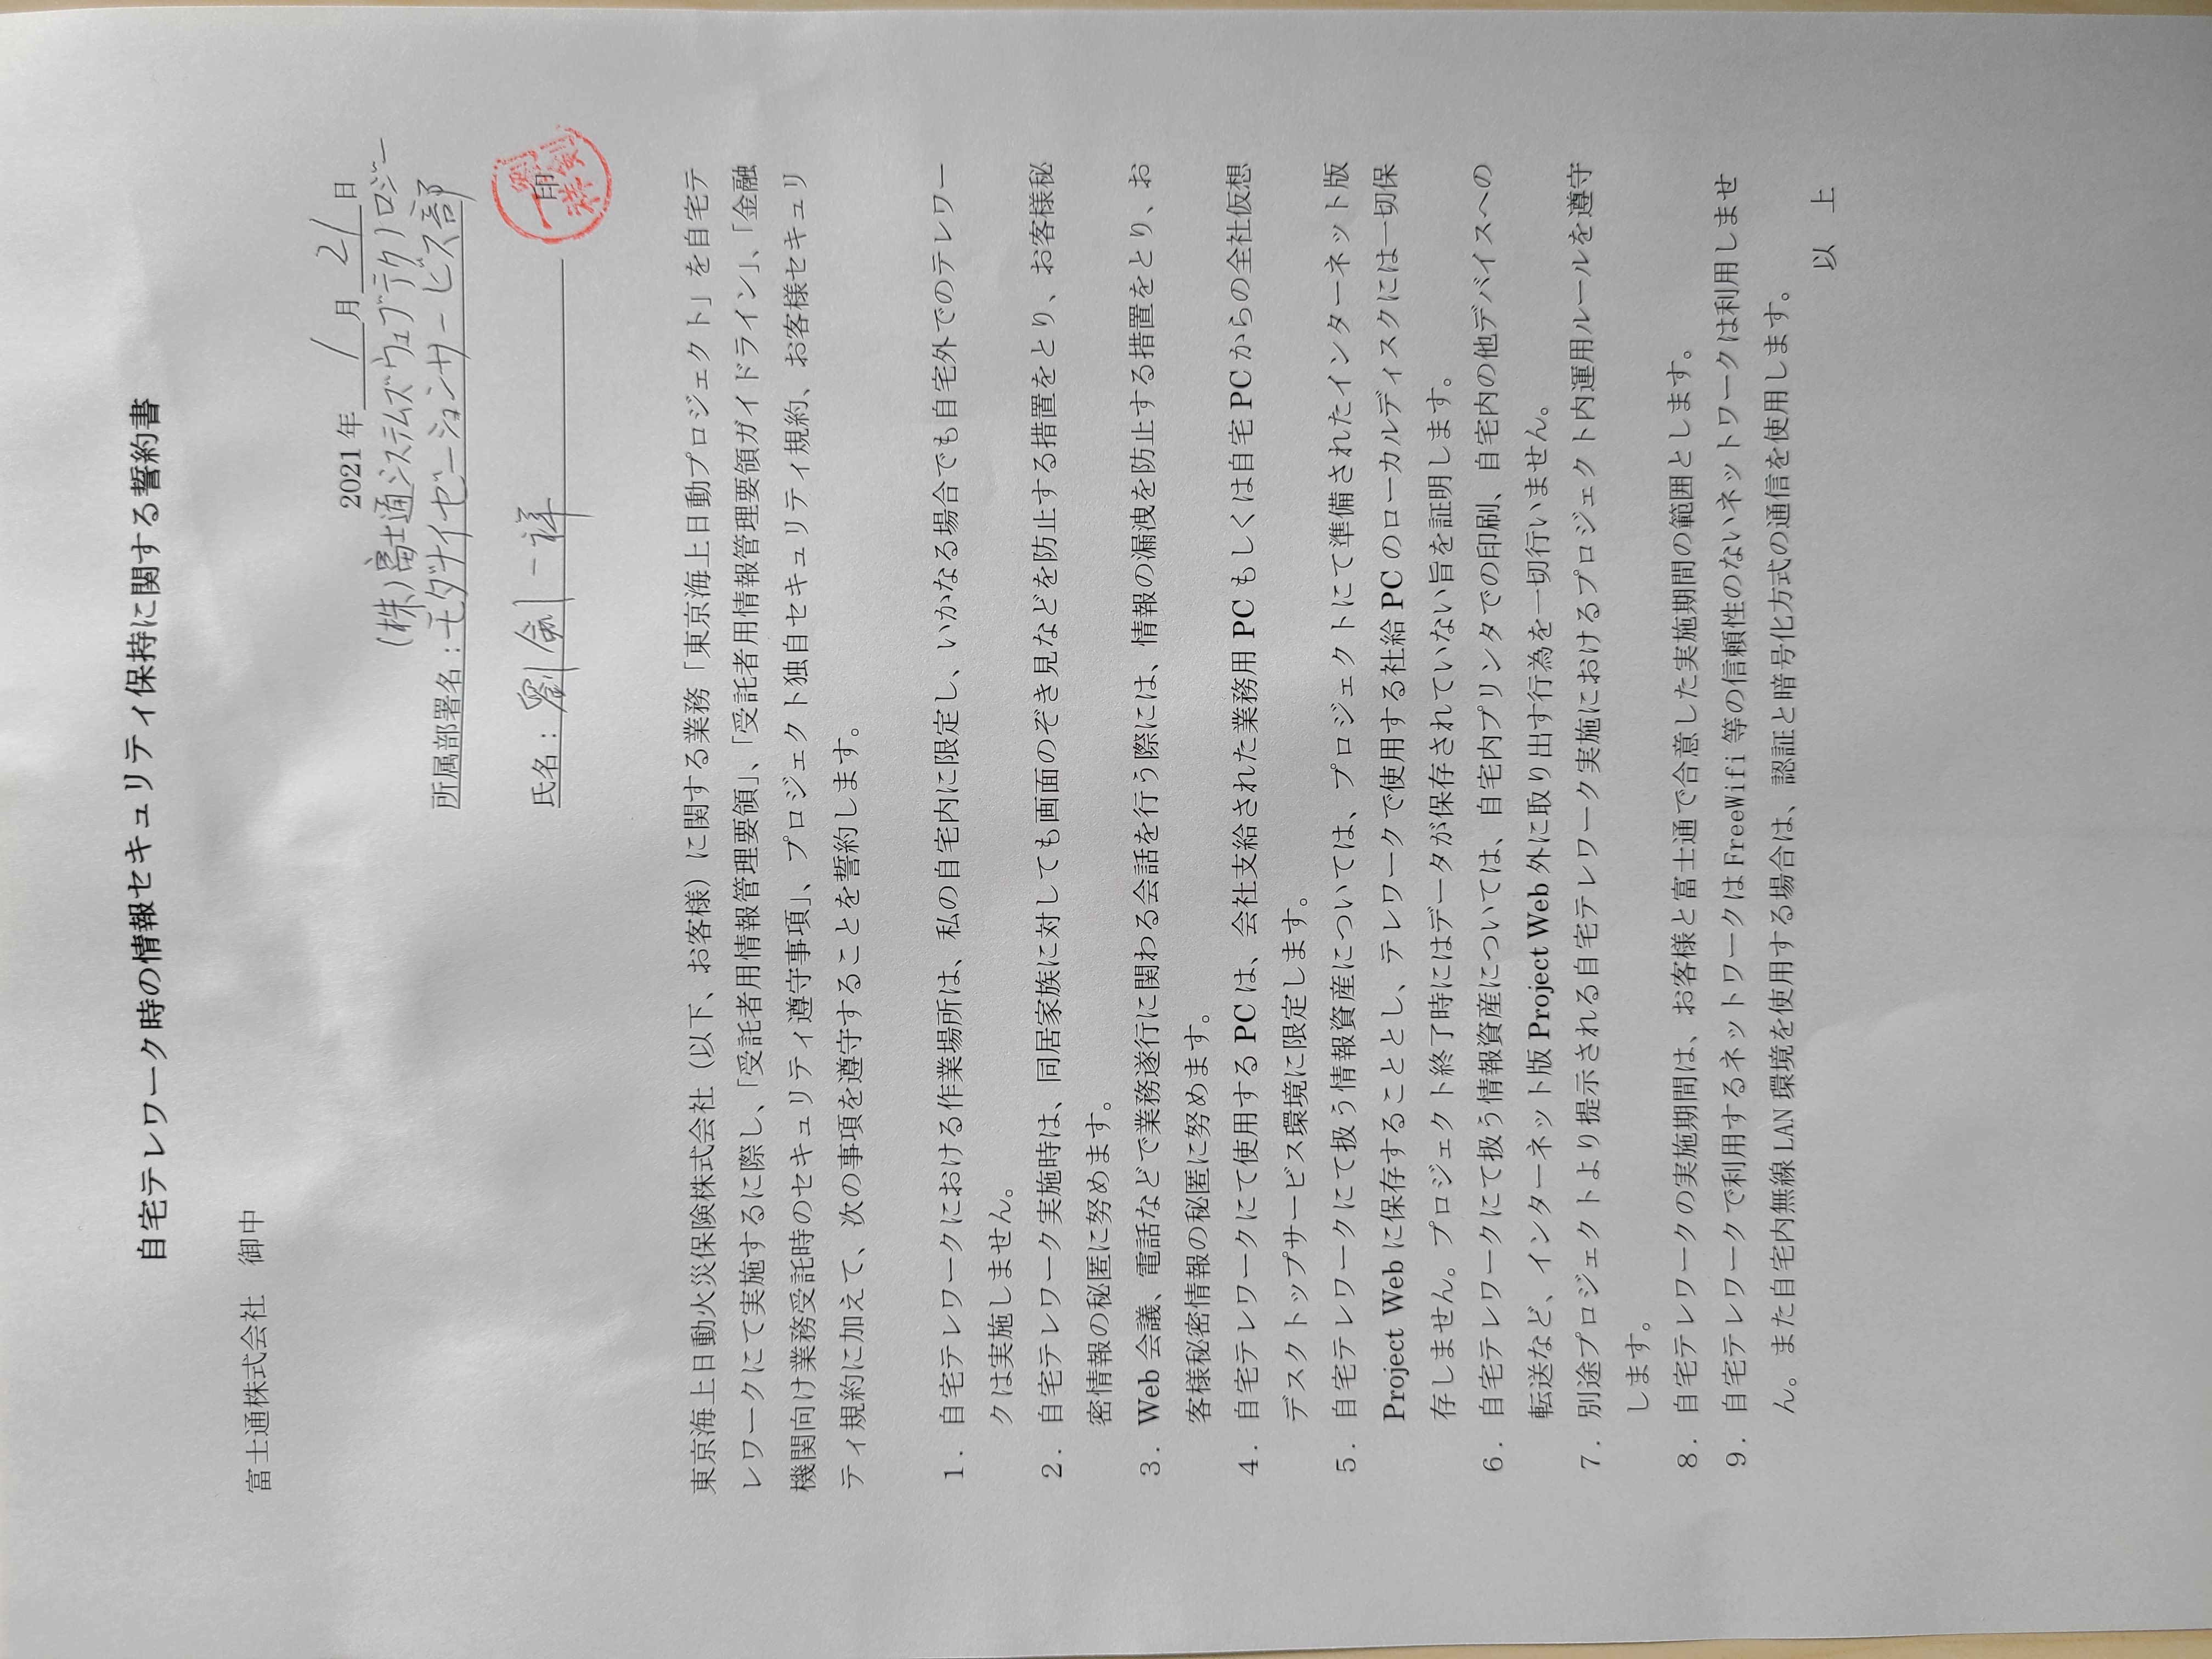 自宅テレワーク時の情報セキュリティ保持に関する誓約書
富士通株式会社　御中
2021 年 1 月 21 日
(株)富士通システムズウェブテクノロジー
所属部署名：モダナイゼーションサービス部
氏名：劉剣一祥
印
劉剣一祥
東京海上日動火災保険株式会社（以下、お客様）に関する業務「東京海上日動プロジェクト」を自宅テ
レワークにて実施するに際し、「受託者用情報管理要領」、「受託者用情報管理要領ガイドライン」、「金融
機関向け業務受託時のセキュリティ遵守事項」、プロジェクト独自セキュリティ規約、お客様セキュリ
ティ規約に加えて、次の事項を遵守することを誓約します。
１．自宅テレワークにおける作業場所は、私の自宅内に限定し、いかなる場合でも自宅外でのテレワー
クは実施しません。
２．自宅テレワーク実施時は、同居家族に対しても画面のぞき見などを防止する措置をとり、お客様秘
密情報の秘匿に努めます。
３．Web 会議、電話などで業務遂行に関わる会話を行う際には、情報の漏洩を防止する措置をとり、お
客様秘密情報の秘匿に努めます。
４．自宅テレワークにて使用する PC は、会社支給された業務用 PC もしくは自宅 PC からの全社仮想
デスクトップサービス環境に限定します。
５．自宅テレワークにて扱う情報資産については、プロジェクトにて準備されたインターネット版
Project Web に保存することとし、テレワークで使用する社給 PC のローカルディスクには一切保
存しません。プロジェクト終了時にはデータが保存されていない旨を証明します。
６．自宅テレワークにて扱う情報資産については、自宅内プリンタでの印刷、自宅内の他デバイスへの
転送など、インターネット版 Project Web 外に取り出す行為を一切行いません。
７．別途プロジェクトより提示される自宅テレワーク実施におけるプロジェクト内運用ルールを遵守
します。
８．自宅テレワークの実施期間は、お客様と富士通で合意した実施期間の範囲とします。
９．自宅テレワークで利用するネットワークは FreeWifi 等の信頼性のないネットワークは利用しませ
ん。また自宅内無線 LAN 環境を使用する場合は、認証と暗号化方式の通信を使用します。
以　上